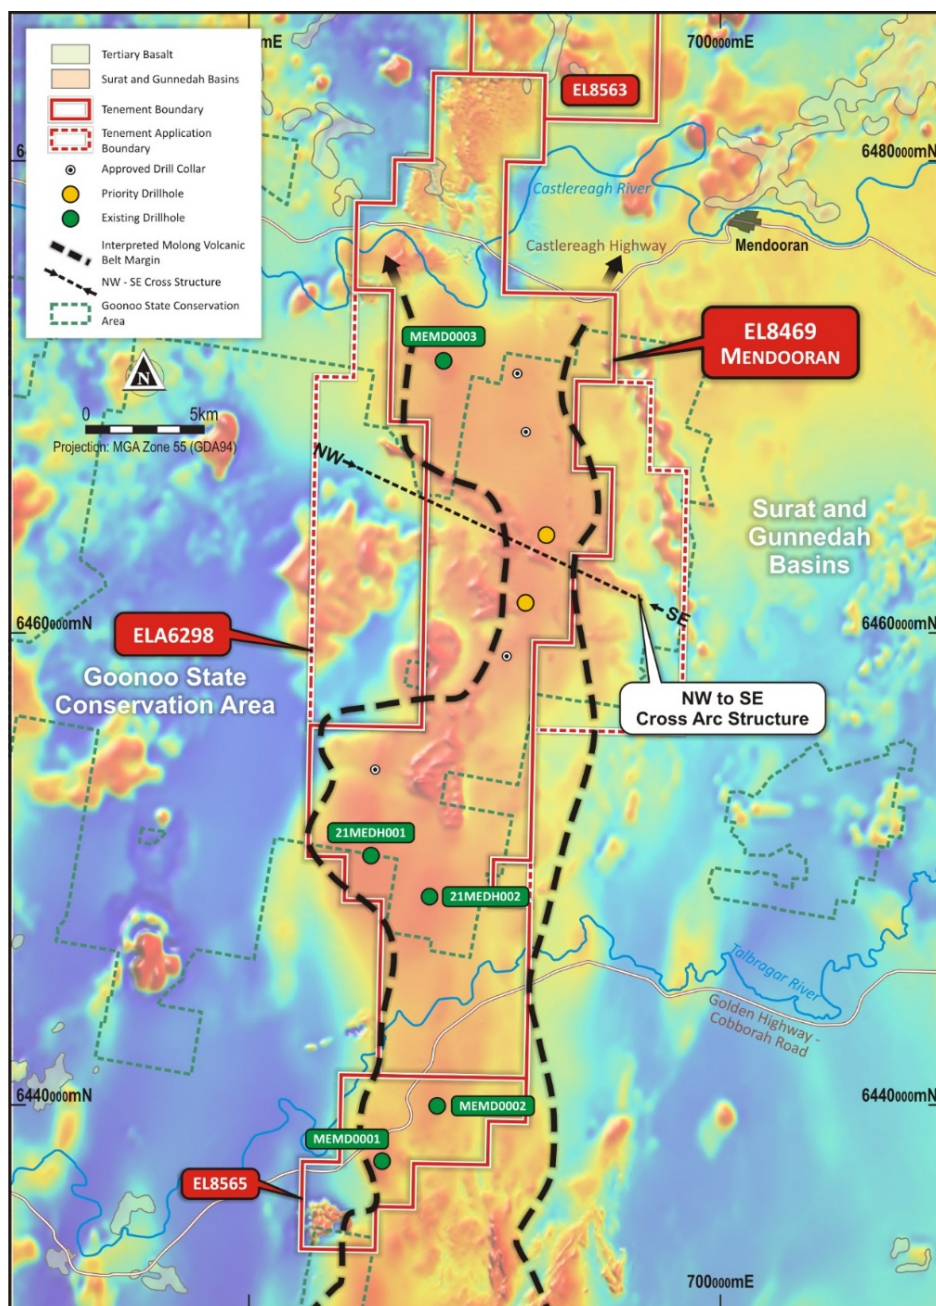 000mE
700000mE
Tertiary Basalt
Surat and Gunnedah Basins
Tenement Boundary
Tenement Application
Boundary
Approved Drill Collar
Priority Drillhole
Existing Drillhole
Interpreted Molong Volcanic
Belt Margin
NW - SE Cross Structure
Goonoo State Conservation
Area
EL8563
6480000mN
Castlereagh River
Castlereagh Highway
Mendooran
MEMD0003
EL8469
MENDOORAN
N
0 5km
Projection: MGA Zone 55 (GDA94)
NW
Surat and
Gunnedah
Basins
SE
6460000mN
6460000mN
ELA6298
Goonoo State
Conservation Area
NW to SE
Cross Arc Structure
21MEDH001
21MEDH002
Talbragar River
Golden Highway -
Cobborah Road
6440000mN
6440000mN
MEMD0002
MEMD0001
EL8565
700000mE